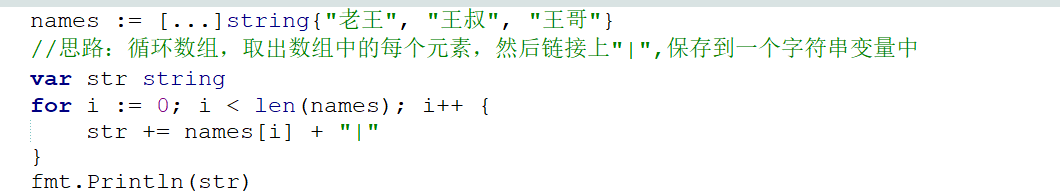 names := [...]string{"老王", "王叔", "王哥"}
//思路：循环数组，取出数组中的每个元素，然后链接上"|",保存到一个字符串变量中
var str string
for i := 0; i < len(names); i++ {
    str += names[i] + "|"
}
fmt.Println(str)